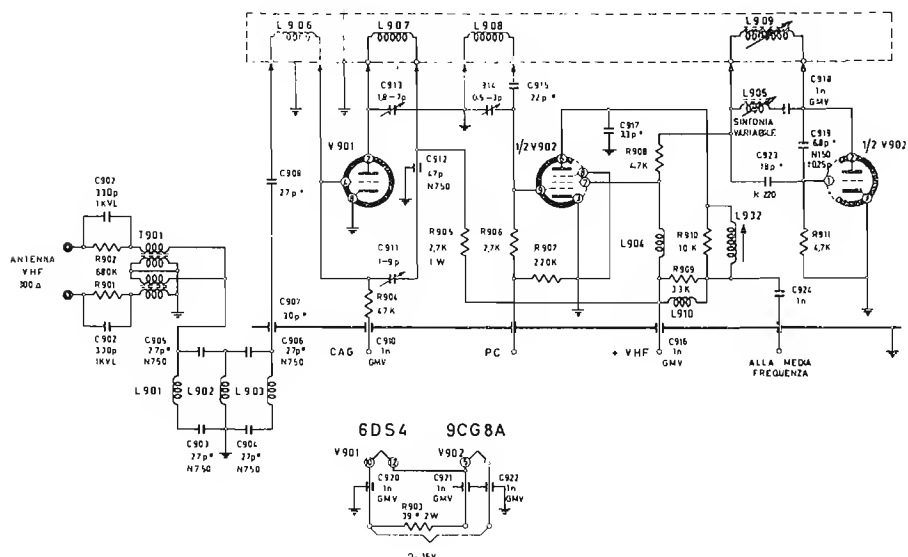 L906
L907
L908
L909
C913
1,8-7p
914
0,5-3p
C915
22p*
C918
1n
GMV
L905
SINFONIA
VARIABILE
V901
1/2 V902
C917
3,3p*
R908
4,7K
C919
6,8p*
N150
±0,25p
1/2 V902
C923
18p*
N 220
C908
27p*
C912
47p
N750
C902
330p
1KVL
T901
ANTENNA
VHF
300Ω
R902
680K
R901
C902
330p
1KVL
R905
2,7K
1W
R906
2,7K
R907
220K
L904
R910
10K
L932
R911
4,7K
C911
1-9p
R904
47K
R909
33K
L910
C924
1n
C907
30p*
C905
27p*
N750
C906
27p*
N750
CAG
C910
1n
GMV
PC
+ VHF
C916
1n
GMV
ALLA MEDIA
FREQUENZA
L901
L902
L903
C903
27p*
N750
C904
27p*
N750
6DS4
9CG8A
V901
V902
C920
1n
GMV
C921
1n
GMV
C922
1n
GMV
R903
39* 2W